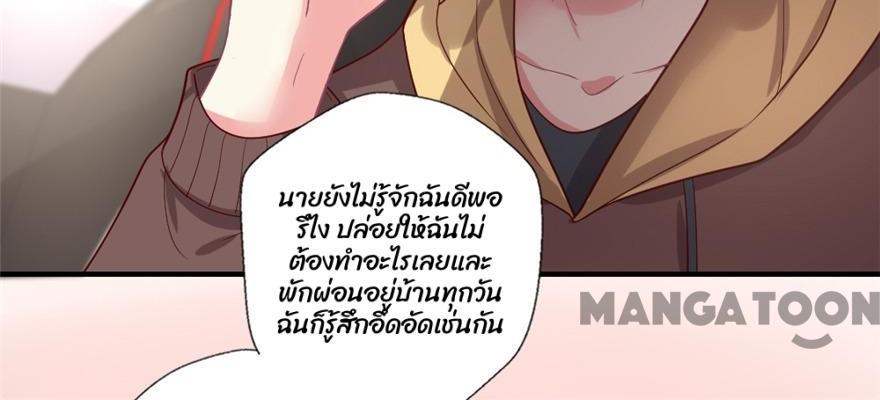 นายยังไม่รู้จักฉันดีพอ
รึไง ปล่อยให้ฉันไม่
ต้องทำอะไรเลยและ
พักผ่อนอยู่บ้านทุกวัน
ฉันก็รู้สึกอึดอัดเช่นกัน
MANGATOON